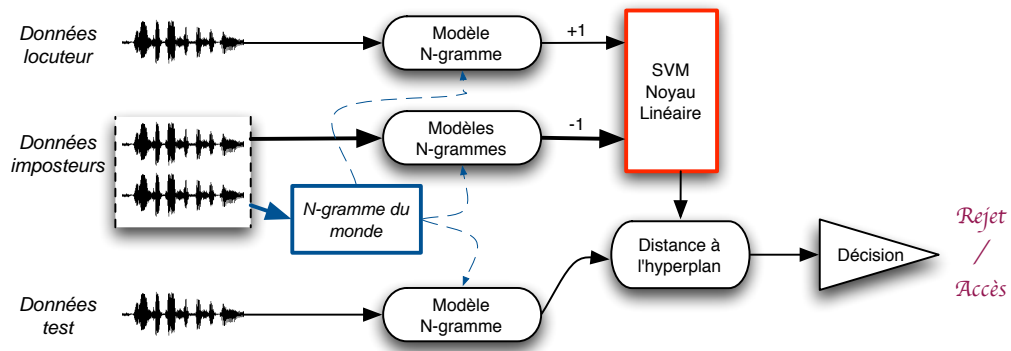 Données
locuteur
Modèle
N-gramme
+1
SVM
Noyau
Linéaire
Données
imposteurs
Modèles
N-grammes
-1
N-gramme du
monde
Distance à
l'hyperplan
Décision
Rejet
/
Accès
Données
test
Modèle
N-gramme